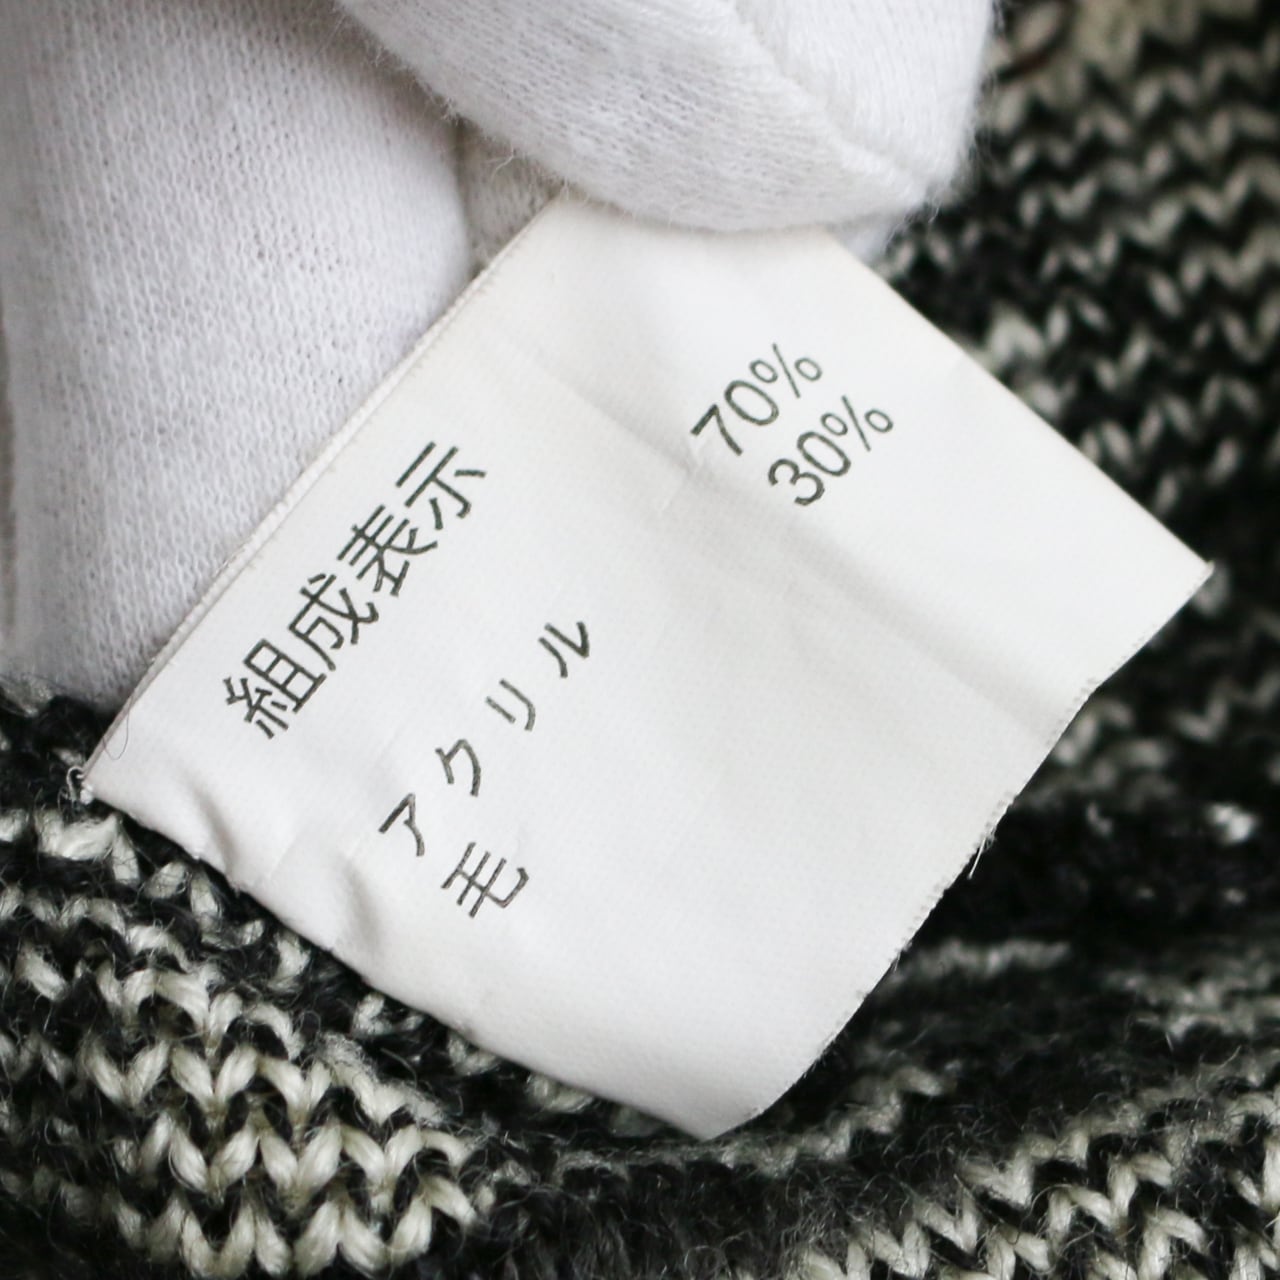 組成表示
アクリル 70%
毛 30%